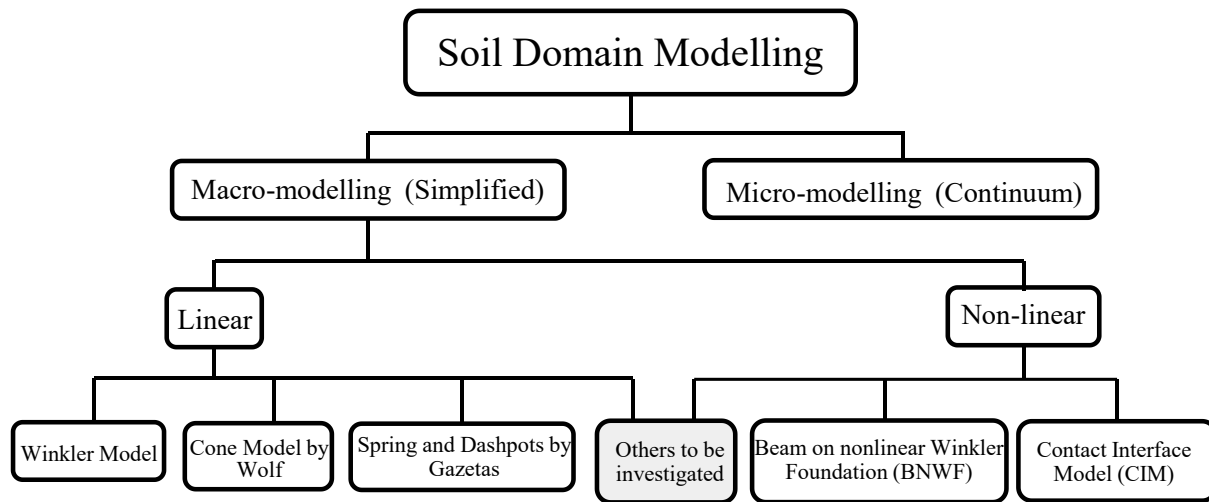 Soil Domain Modelling
Macro-modelling (Simplified)
Micro-modelling (Continuum)
Linear
Non-linear
Winkler Model
Cone Model by
Wolf
Spring and Dashpots by
Gazetas
Others to be
investigated
Beam on nonlinear Winkler
Foundation (BNWF)
Contact Interface
Model (CIM)